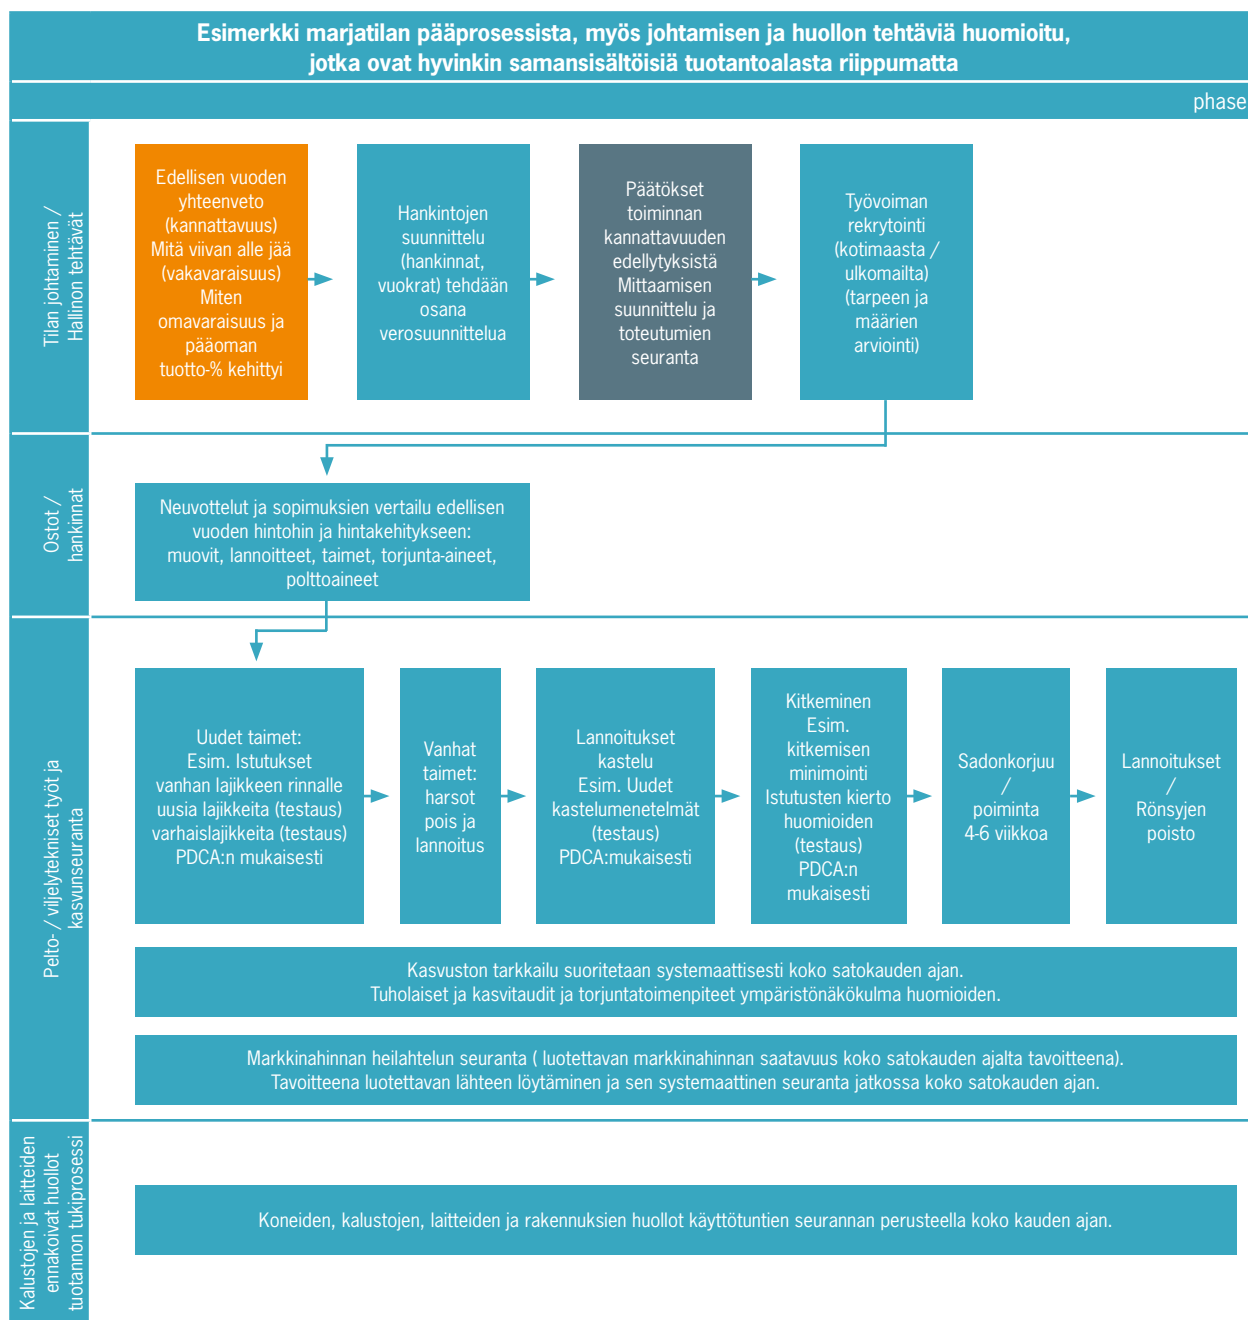 Esimerkki marjatilan pääprosessista, myös johtamisen ja huollon tehtäviä huomioitu,
jotka ovat hyvinkin samansisältöisiä tuotantoalasta riippumatta
phase
Tilan johtaminen /
Hallinon tehtävät
Edellisen vuoden
yhteenveto
(kannattavuus)
Mitä viivan alle jää
(vakavaraisuus)
Miten
omavaraisuus ja
pääoman
tuotto-% kehittyi
Hankintojen
suunnittelu
(hankinnat,
vuokrat) tehdään
osana
verosuunnittelua
Päätökset
toiminnan
kannattavuuden
edellytyksistä
Mittaamisen
suunnittelu ja
toteutumien
seuranta
Työvoiman
rekrytointi
(kotimaasta /
ulkomailta)
(tarpeen ja
määrien
arviointi)
Ostot /
hankinnat
Neuvottelut ja sopimuksien vertailu edellisen
vuoden hintohin ja hintakehitykseen:
muovit, lannoitteet, taimet, torjunta-aineet,
polttoaineet
Pelto- / viljelytekniset työt ja
kasvunseuranta
Uudet taimet:
Esim. Istutukset
vanhan lajikkeen rinnalle
uusia lajikkeita (testaus)
varhaislajikkeita (testaus)
PDCA:n mukaisesti
Vanhat
taimet:
harsot
pois ja
lannoitus
Lannoitukset
kastelu
Esim. Uudet
kastelumenetelmät
(testaus)
PDCA:mukaisesti
Kitkeminen
Esim.
kitkemisen
minimointi
Istutusten kierto
huomioiden
(testaus)
PDCA:n
mukaisesti
Sadonkorjuu
/
poiminta
4-6 viikkoa
Lannoitukset
/
Rönsyjen
poisto
Kasvuston tarkkailu suoritetaan systemaattisesti koko satokauden ajan.
Tuholaiset ja kasvitaudit ja torjuntatoimenpiteet ympäristönäkökulma huomioiden.
Markkinahinnan heilahtelun seuranta ( luotettavan markkinahinnan saatavuus koko satokauden ajalta tavoitteena).
Tavoitteena luotettavan lähteen löytäminen ja sen systemaattinen seuranta jatkossa koko satokauden ajan.
Kalustojen ja laitteiden
ennakoivat huollot
tuotannon tukiprosessi
Koneiden, kalustojen, laitteiden ja rakennuksien huollot käyttötuntien seurannan perusteella koko kauden ajan.